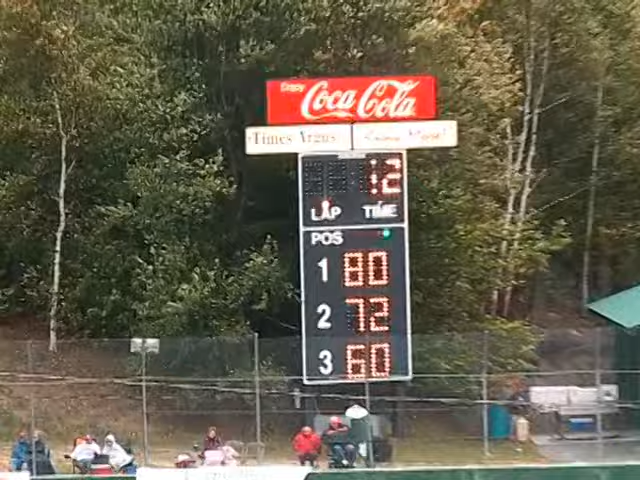 Enjoy
Coca Cola
Times Argus
12
LAP TIME
POS
1 80
2 72
3 60